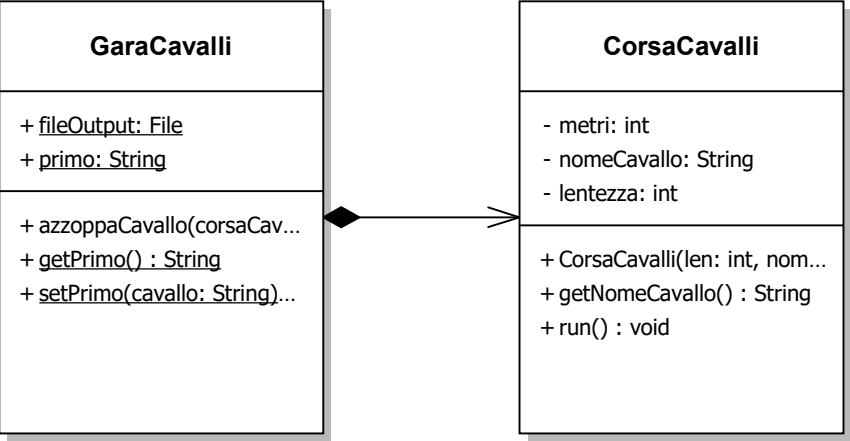 GaraCavalli
+ fileOutput: File
+ primo: String
+ azzoppaCavallo(corsaCav...
+ getPrimo() : String
+ setPrimo(cavallo: String)...
CorsaCavalli
- metri: int
- nomeCavallo: String
- lentezza: int
+ CorsaCavalli(len: int, nom...
+ getNomeCavallo() : String
+ run() : void